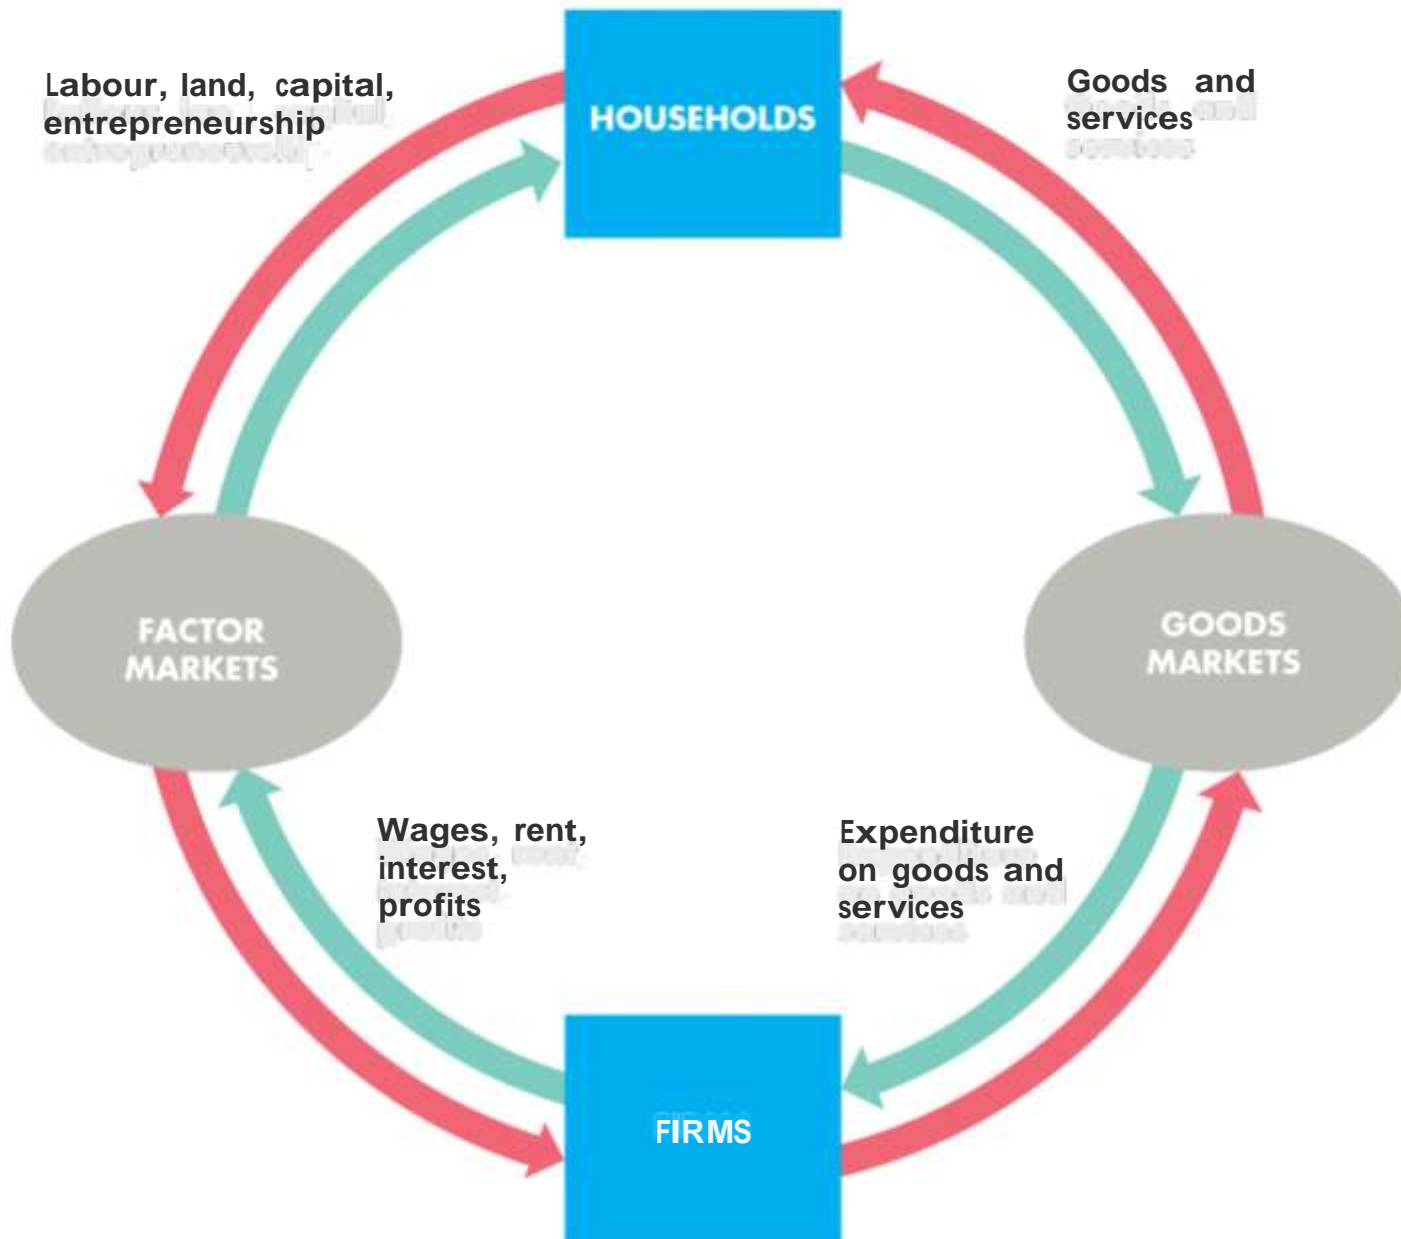 Labour, land, capital,
entrepreneurship
HOUSEHOLDS
Goods and
services
FACTOR
MARKETS
GOODS
MARKETS
Wages, rent,
interest,
profits
Expenditure
on goods and
services
FIRMS